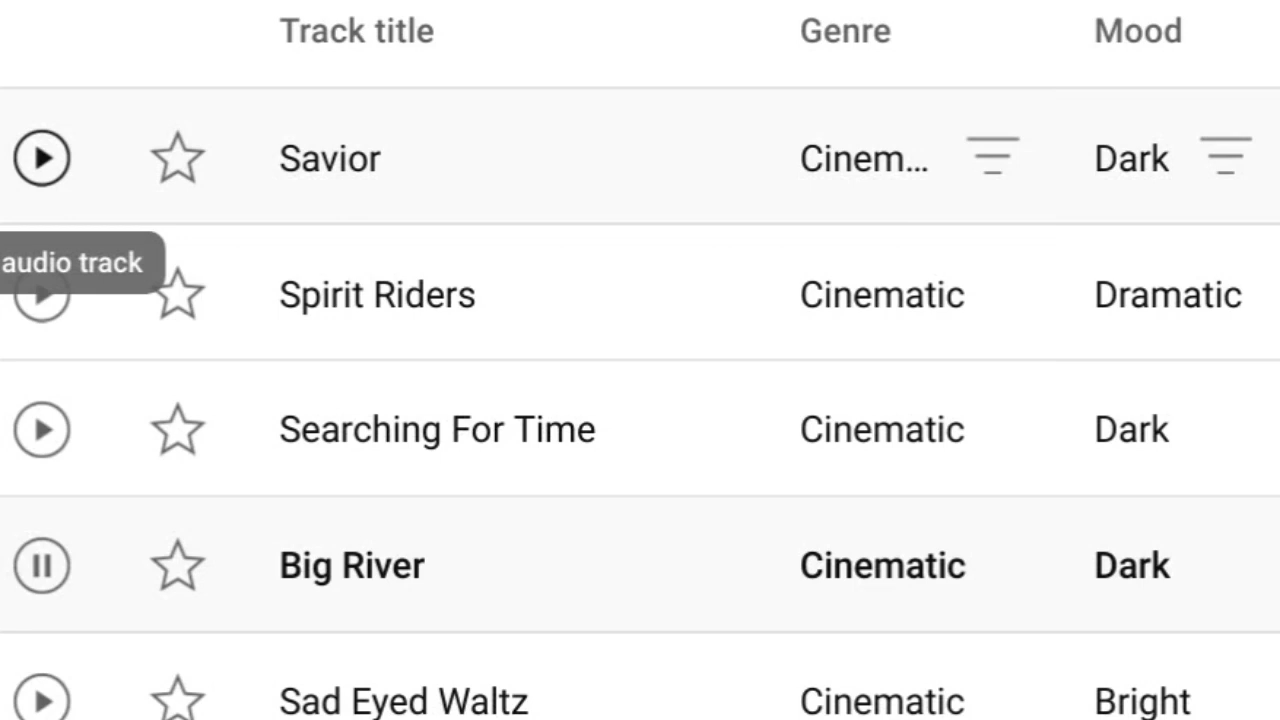 Track title Genre Mood
Savior Cinem... Dark
audio track
Spirit Riders Cinematic Dramatic
Searching For Time Cinematic Dark
Big River Cinematic Dark
Sad Eyed Waltz Cinematic Bright